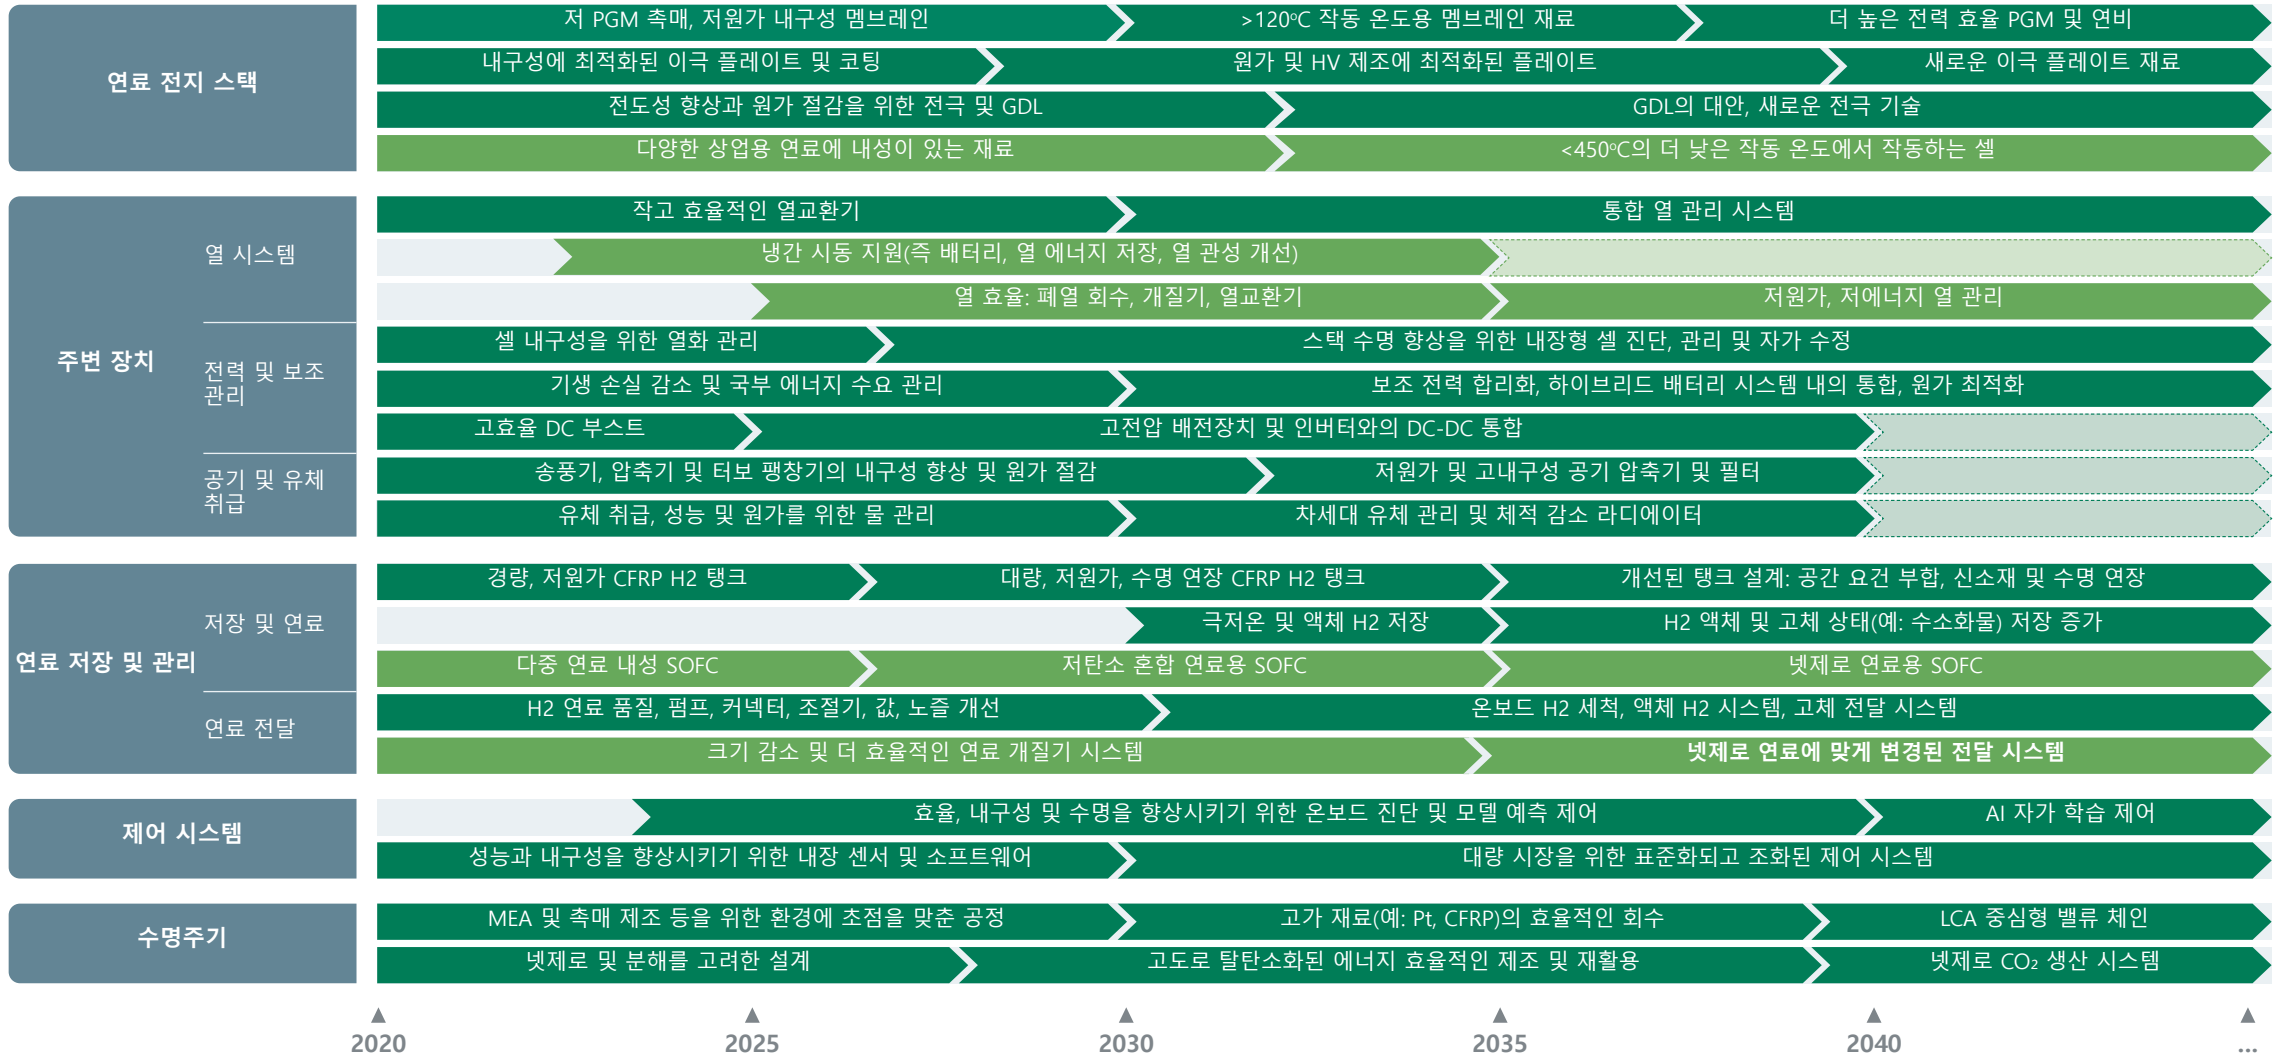 연료 전지 스택
저 PGM 촉매, 저원가 내구성 멤브레인
>120ºC 작동 온도용 멤브레인 재료
더 높은 전력 효율 PGM 및 연비
내구성에 최적화된 이극 플레이트 및 코팅
원가 및 HV 제조에 최적화된 플레이트
새로운 이극 플레이트 재료
전도성 향상과 원가 절감을 위한 전극 및 GDL
GDL의 대안, 새로운 전극 기술
다양한 상업용 연료에 내성이 있는 재료
<450ºC의 더 낮은 작동 온도에서 작동하는 셀
주변 장치
열 시스템
작고 효율적인 열교환기
통합 열 관리 시스템
냉간 시동 지원(즉 배터리, 열 에너지 저장, 열 관성 개선)
열 효율: 폐열 회수, 개질기, 열교환기
저원가, 저에너지 열 관리
전력 및 보조
관리
셀 내구성을 위한 열화 관리
스택 수명 향상을 위한 내장형 셀 진단, 관리 및 자가 수정
기생 손실 감소 및 국부 에너지 수요 관리
보조 전력 합리화, 하이브리드 배터리 시스템 내의 통합, 원가 최적화
고효율 DC 부스트
고전압 배전장치 및 인버터와의 DC-DC 통합
공기 및 유체
취급
송풍기, 압축기 및 터보 팽창기의 내구성 향상 및 원가 절감
저원가 및 고내구성 공기 압축기 및 필터
유체 취급, 성능 및 원가를 위한 물 관리
차세대 유체 관리 및 체적 감소 라디에이터
연료 저장 및 관리
저장 및 연료
경량, 저원가 CFRP H2 탱크
대량, 저원가, 수명 연장 CFRP H2 탱크
개선된 탱크 설계: 공간 요건 부합, 신소재 및 수명 연장
극저온 및 액체 H2 저장
H2 액체 및 고체 상태(예: 수소화물) 저장 증가
다중 연료 내성 SOFC
저탄소 혼합 연료용 SOFC
넷제로 연료용 SOFC
연료 전달
H2 연료 품질, 펌프, 커넥터, 조절기, 값, 노즐 개선
온보드 H2 세척, 액체 H2 시스템, 고체 전달 시스템
크기 감소 및 더 효율적인 연료 개질기 시스템
넷제로 연료에 맞게 변경된 전달 시스템
제어 시스템
효율, 내구성 및 수명을 향상시키기 위한 온보드 진단 및 모델 예측 제어
AI 자가 학습 제어
성능과 내구성을 향상시키기 위한 내장 센서 및 소프트웨어
대량 시장을 위한 표준화되고 조화된 제어 시스템
수명주기
MEA 및 촉매 제조 등을 위한 환경에 초점을 맞춘 공정
고가 재료(예: Pt, CFRP)의 효율적인 회수
LCA 중심형 밸류 체인
넷제로 및 분해를 고려한 설계
고도로 탈탄소화된 에너지 효율적인 제조 및 재활용
넷제로 CO₂ 생산 시스템
2020
2025
2030
2035
2040
...